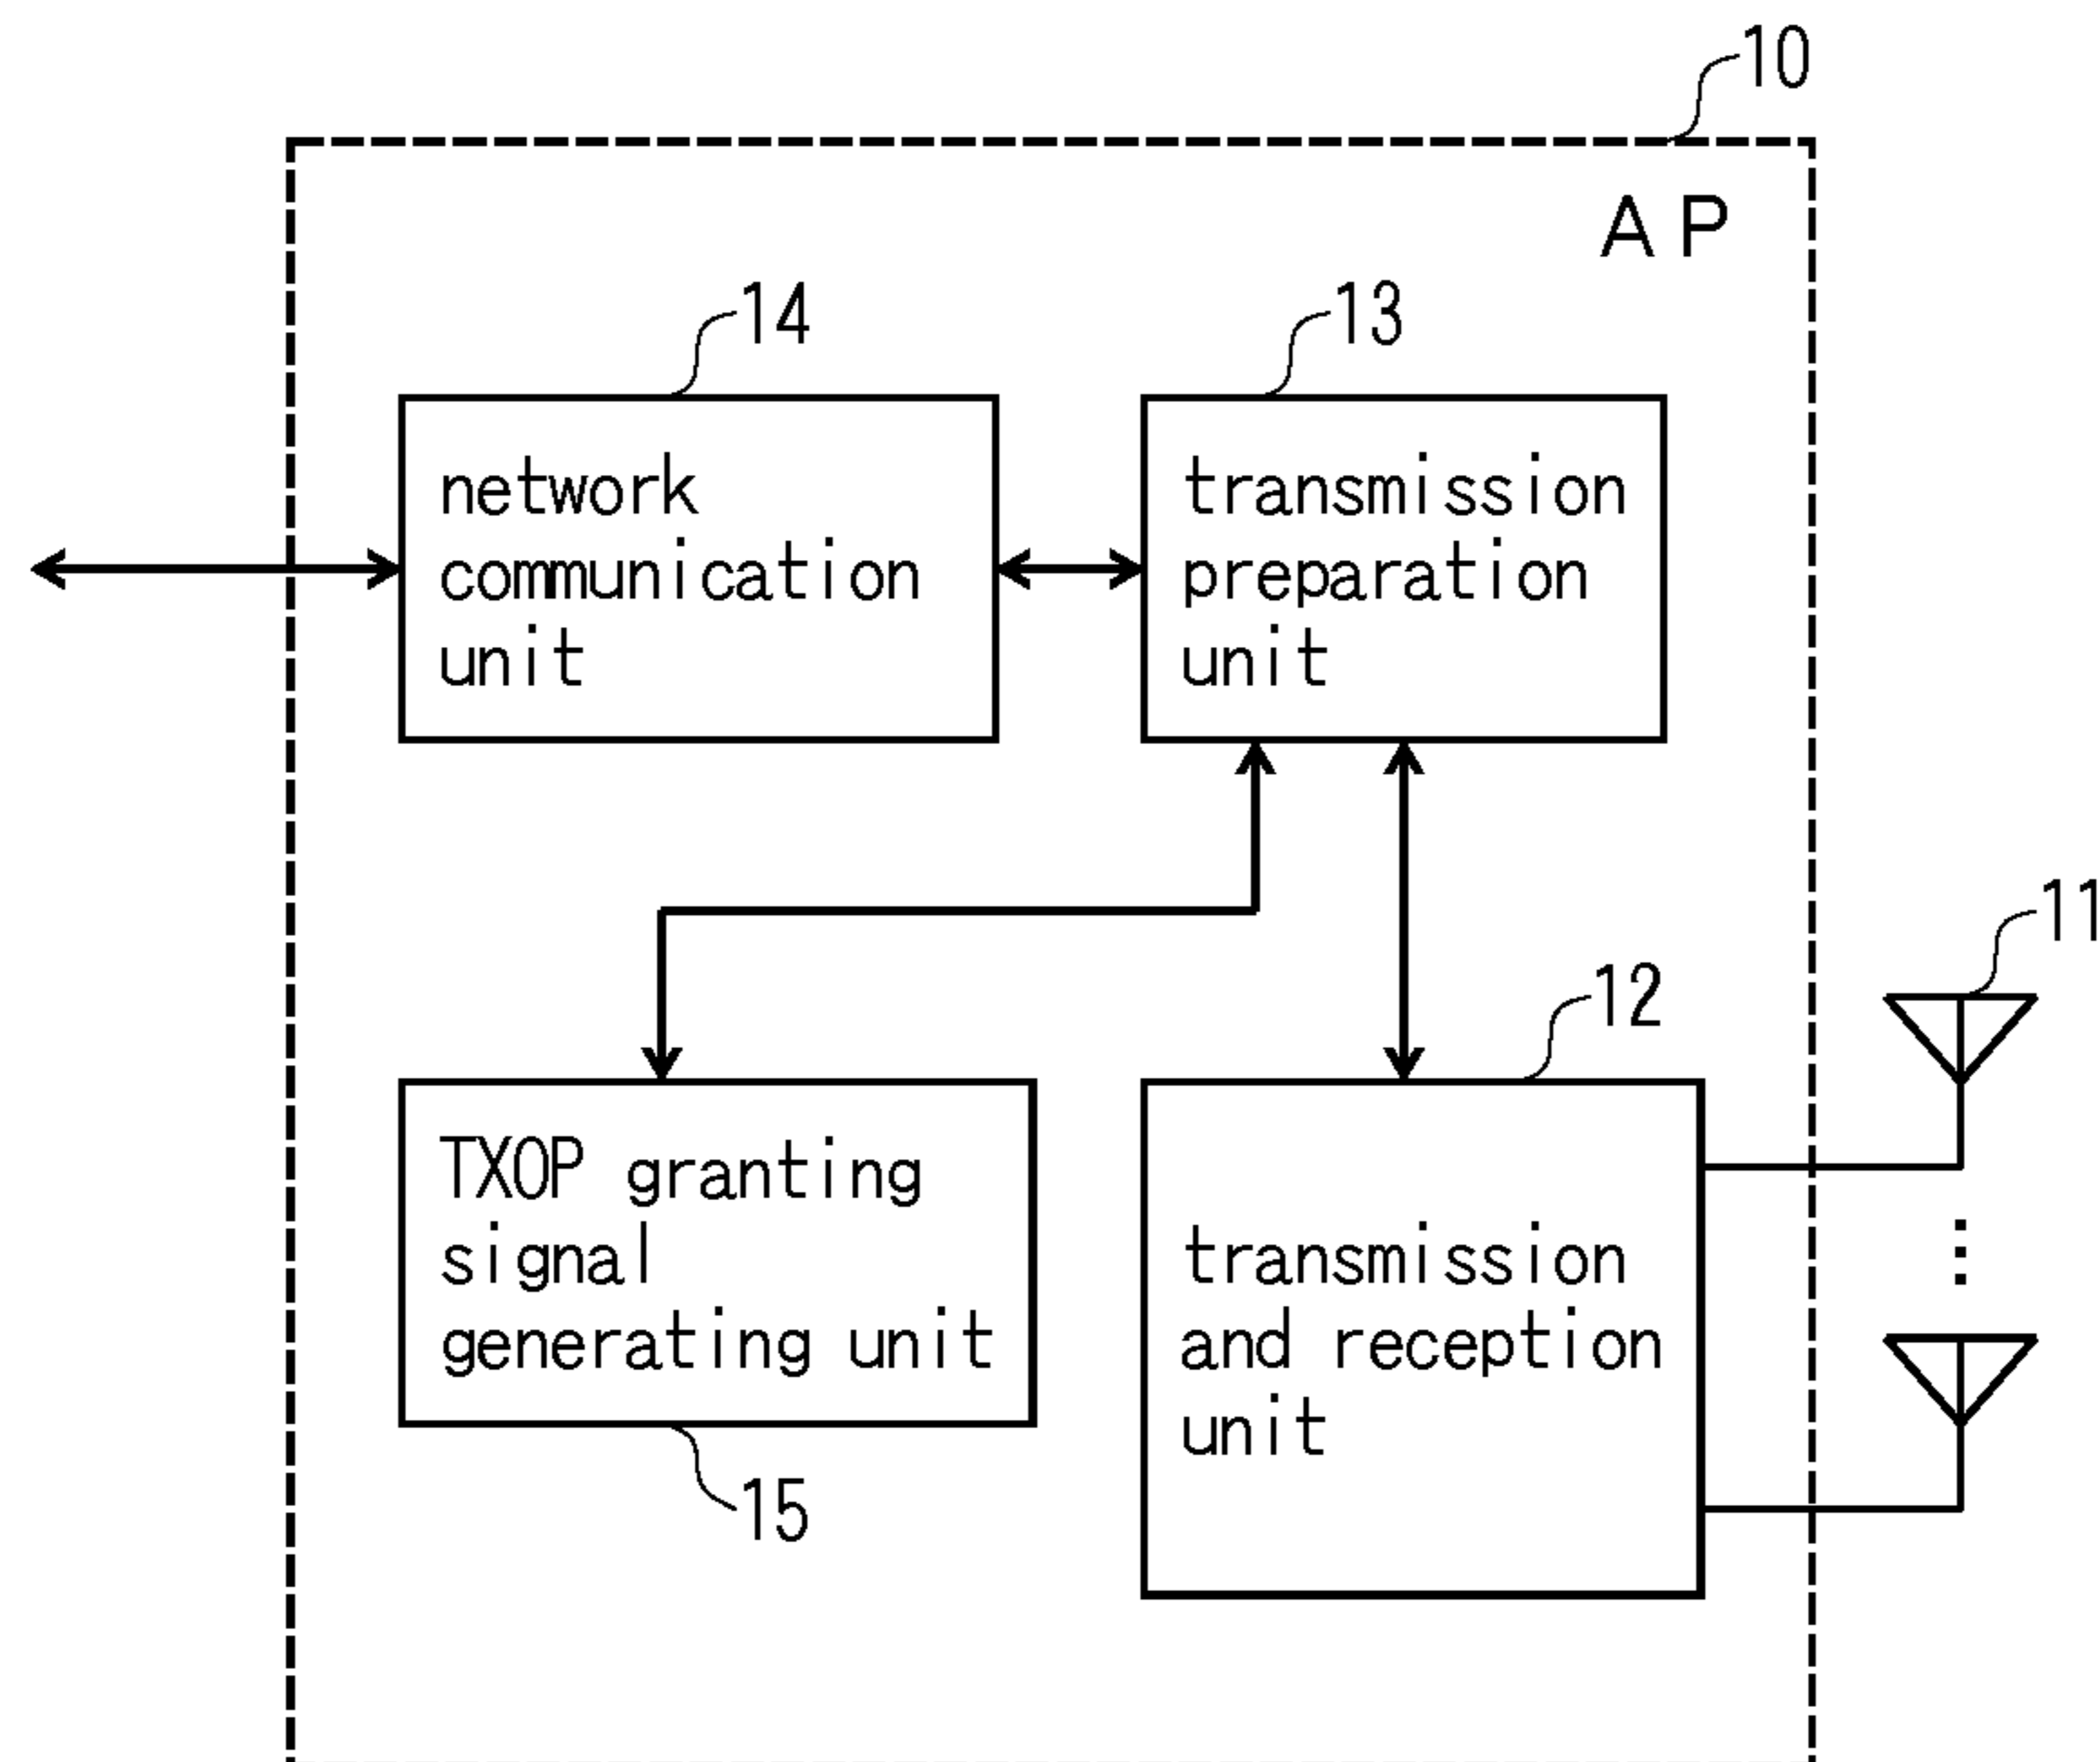 10
AP
14
13
network
communication
unit
transmission
preparation
unit
11
12
TXOP granting
signal
generating unit
transmission
and reception
unit
15